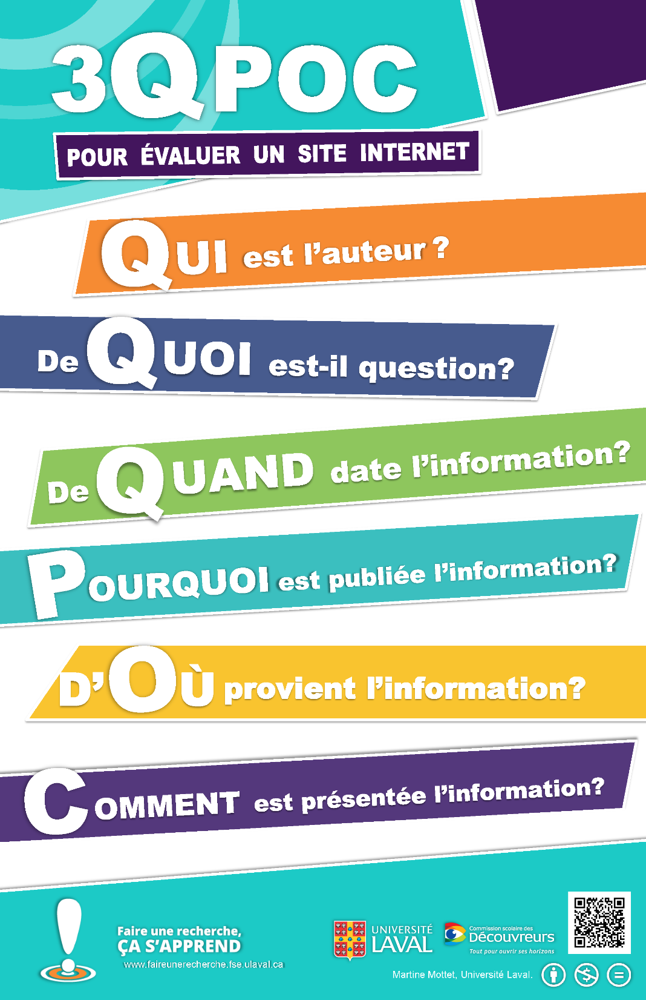 3QPOC
POUR ÉVALUER UN SITE INTERNET
QUI est l'auteur ?
De QUOI est-il question?
De QUAND date l'information?
POURQUOI est publiée l'information?
D'OÙ provient l'information?
COMMENT est présentée l'information?
Faire une recherche,
ÇA S'APPREND
www.faireunerecherche.fse.ulaval.ca
UNIVERSITÉ
LAVAL
Commission scolaire des
Découvreurs
Tout pour ouvrir ses horizons
Martine Mottet, Université Laval.